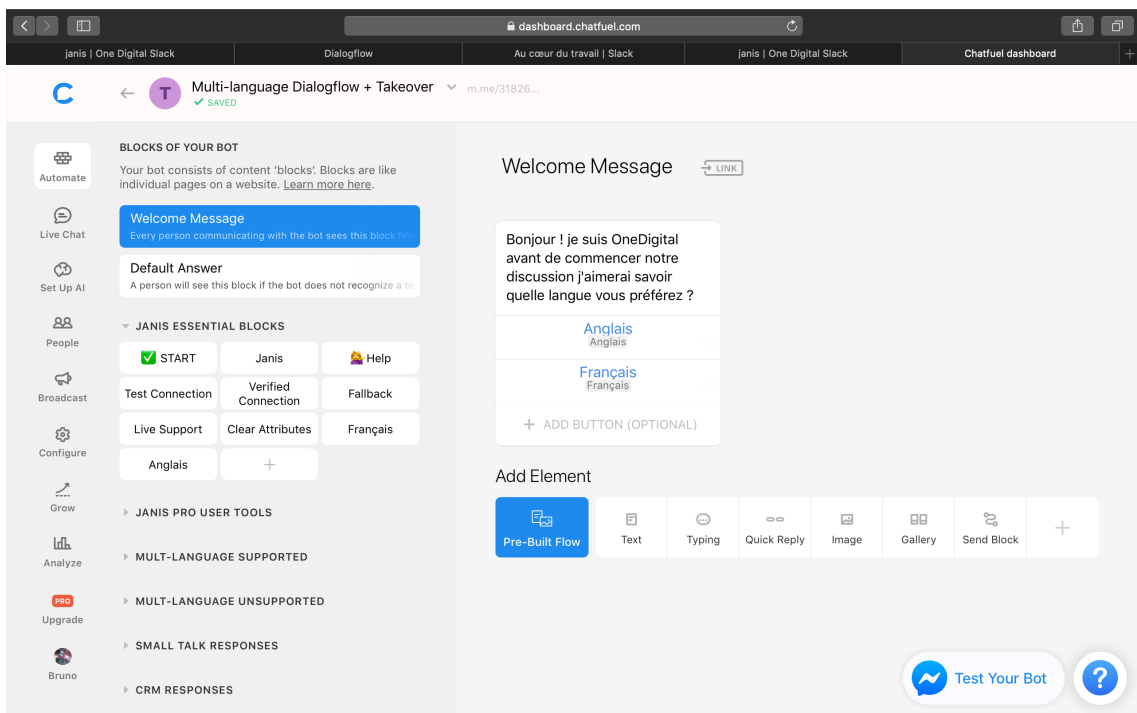 dashboard.chatfuel.com
janis | One Digital Slack
Dialogflow
Au cœur du travail | Slack
janis | One Digital Slack
Chatfuel dashboard
T
Multi-language Dialogflow + Takeover
m.me/31826...
SAVED
Automate
Live Chat
Set Up AI
People
Broadcast
Configure
Grow
Analyze
PRO
Upgrade
Bruno
BLOCKS OF YOUR BOT
Your bot consists of content ‘blocks’. Blocks are like
individual pages on a website. Learn more here.
Welcome Message
Every person communicating with the bot sees this block first
Default Answer
A person will see this block if the bot does not recognize a te
JANIS ESSENTIAL BLOCKS
START
Janis
Help
Test Connection
Verified
Connection
Fallback
Live Support
Clear Attributes
Français
Anglais
JANIS PRO USER TOOLS
MULT-LANGUAGE SUPPORTED
MULT-LANGUAGE UNSUPPORTED
SMALL TALK RESPONSES
CRM RESPONSES
Welcome Message
LINK
Bonjour ! je suis OneDigital
avant de commencer notre
discussion j'aimerai savoir
quelle langue vous préférez ?
Anglais
Anglais
Français
Français
ADD BUTTON (OPTIONAL)
Add Element
Pre-Built Flow
Text
Typing
Quick Reply
Image
Gallery
Send Block
Test Your Bot
?